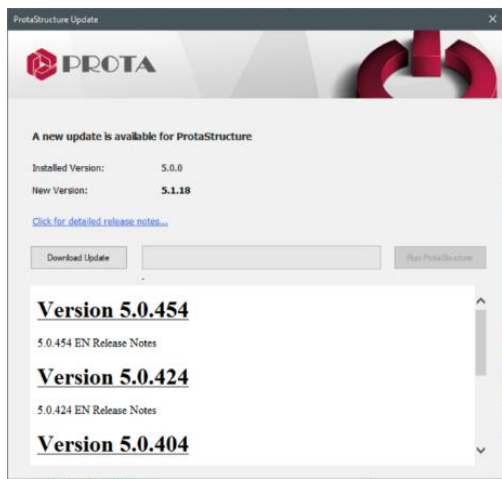 ProtaStructure Update
PROTA
A new update is available for ProtaStructure
Installed Version: 5.0.0
New Version: 5.1.18
Click for detailed release notes...
Download Update Run ProtaStructure
Version 5.0.454
5.0.454 EN Release Notes
Version 5.0.424
5.0.424 EN Release Notes
Version 5.0.404